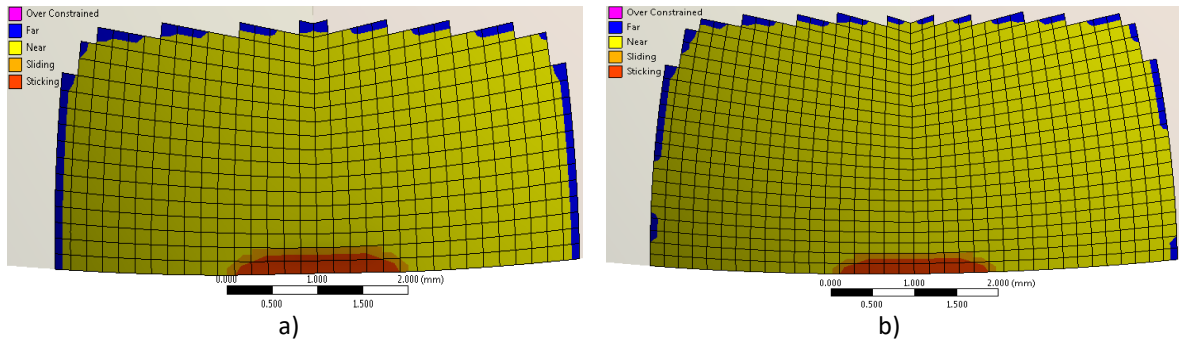 Over Constrained
Far
Near
Sliding
Sticking
0.000 1.000 2.000 (mm)
0.500 1.500
a)
Over Constrained
Far
Near
Sliding
Sticking
0.000 1.000 2.000 (mm)
0.500 1.500
b)